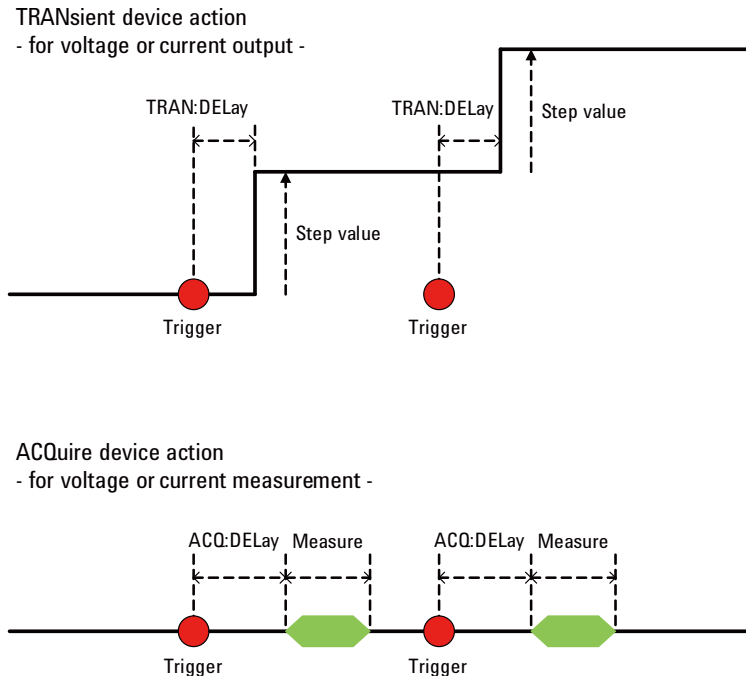 TRANsient device action
- for voltage or current output -
TRAN:DELay
TRAN:DELay
Step value
Step value
Trigger
Trigger
ACQuire device action
- for voltage or current measurement -
ACQ:DELay
Measure
ACQ:DELay
Measure
Trigger
Trigger